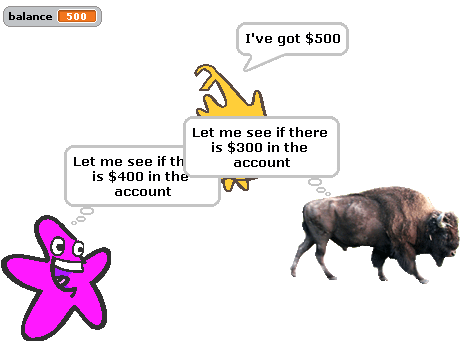 balance 500
I've got $500
Let me see if there
is $300 in the
account
Let me see if th
is $400 in the
account